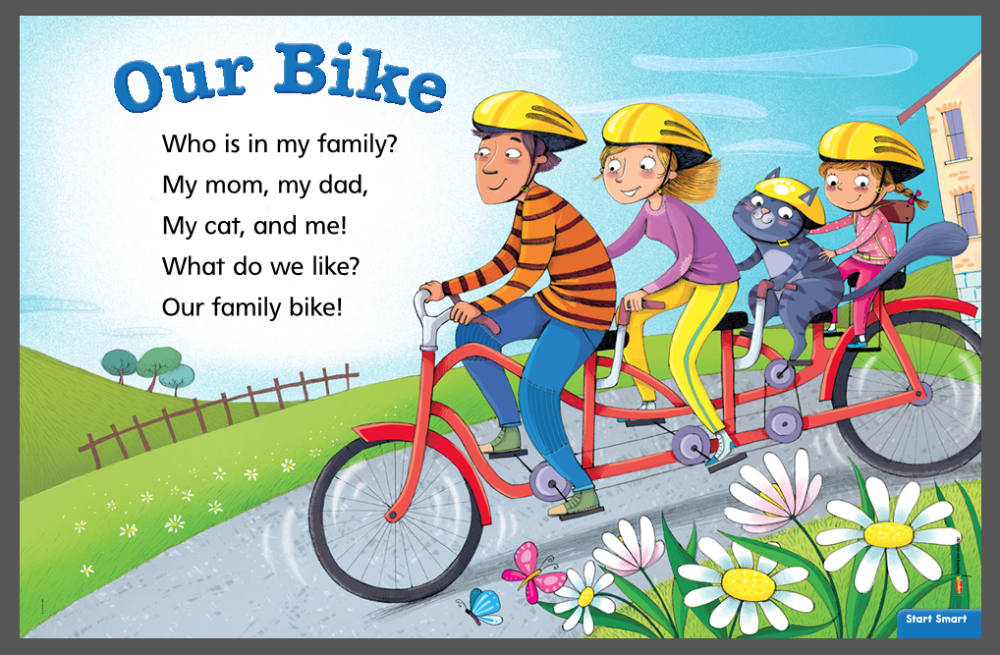 Our Bike
Who is in my family?
My mom, my dad,
My cat, and me!
What do we like?
Our family bike!
Start Smart